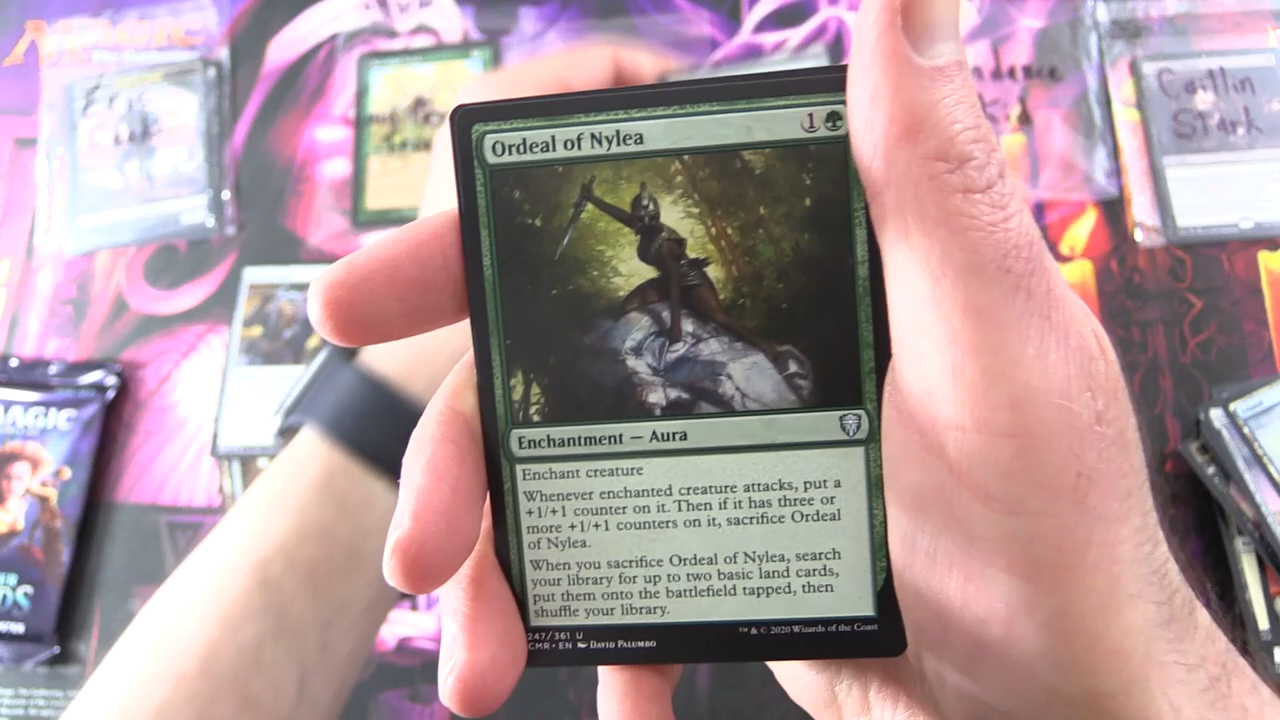 MAGIC
Caitlin
Stark
Ordeal of Nylea
1
Enchantment — Aura
Enchant creature
Whenever enchanted creature attacks, put a
+1/+1 counter on it. Then if it has three or
more +1/+1 counters on it, sacrifice Ordeal
of Nylea.
When you sacrifice Ordeal of Nylea, search
your library for up to two basic land cards,
put them onto the battlefield tapped, then
shuffle your library.
247/361 U
CMR • EN DAVID PALUMBO
™ & © 2020 Wizards of the Coast
MAGIC